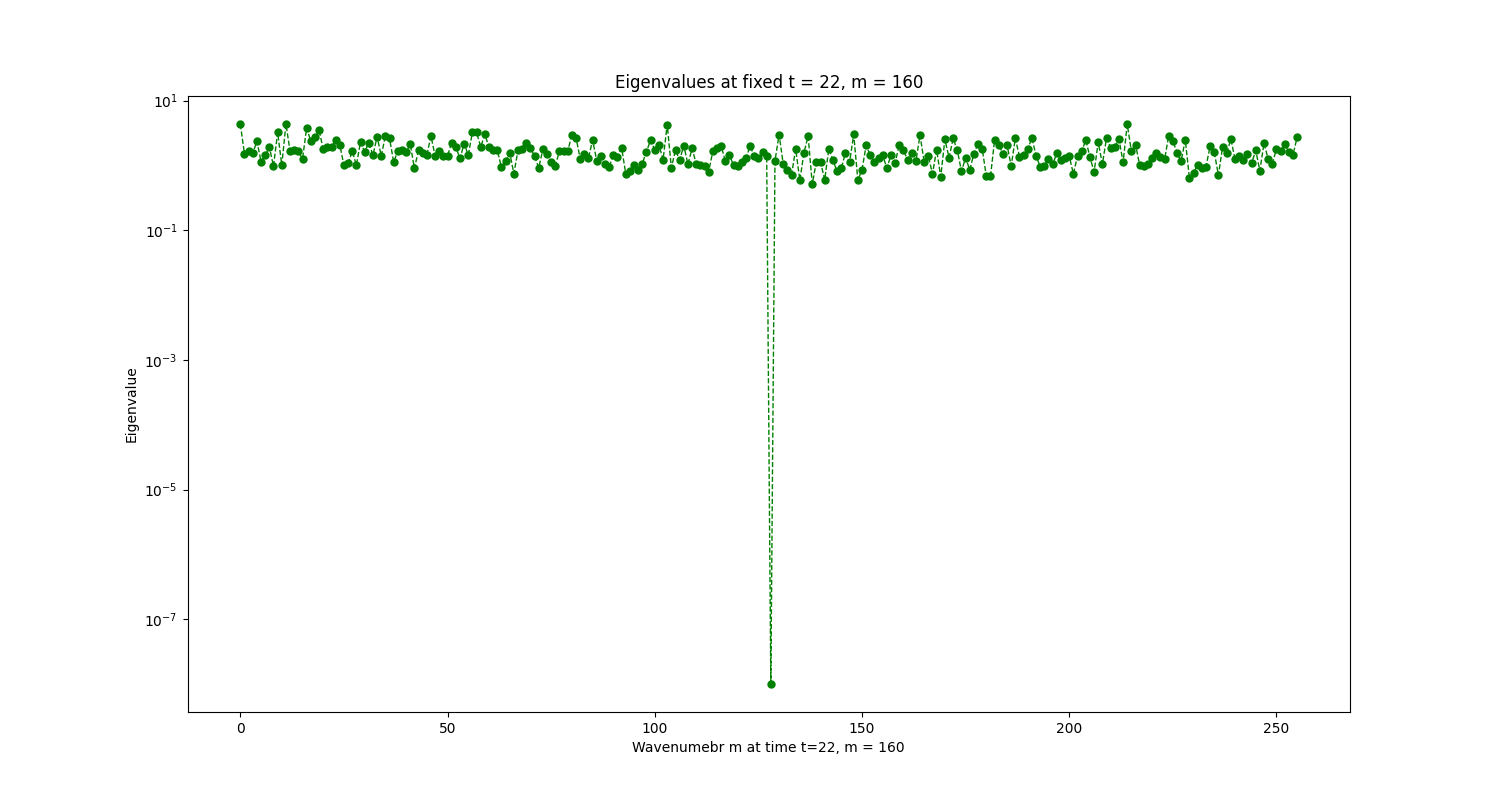 Eigenvalues at fixed t = 22, m = 160
10^1
10^-1
10^-3
10^-5
10^-7
Eigenvalue
0 50 100 150 200 250
Wavenumebr m at time t=22, m = 160